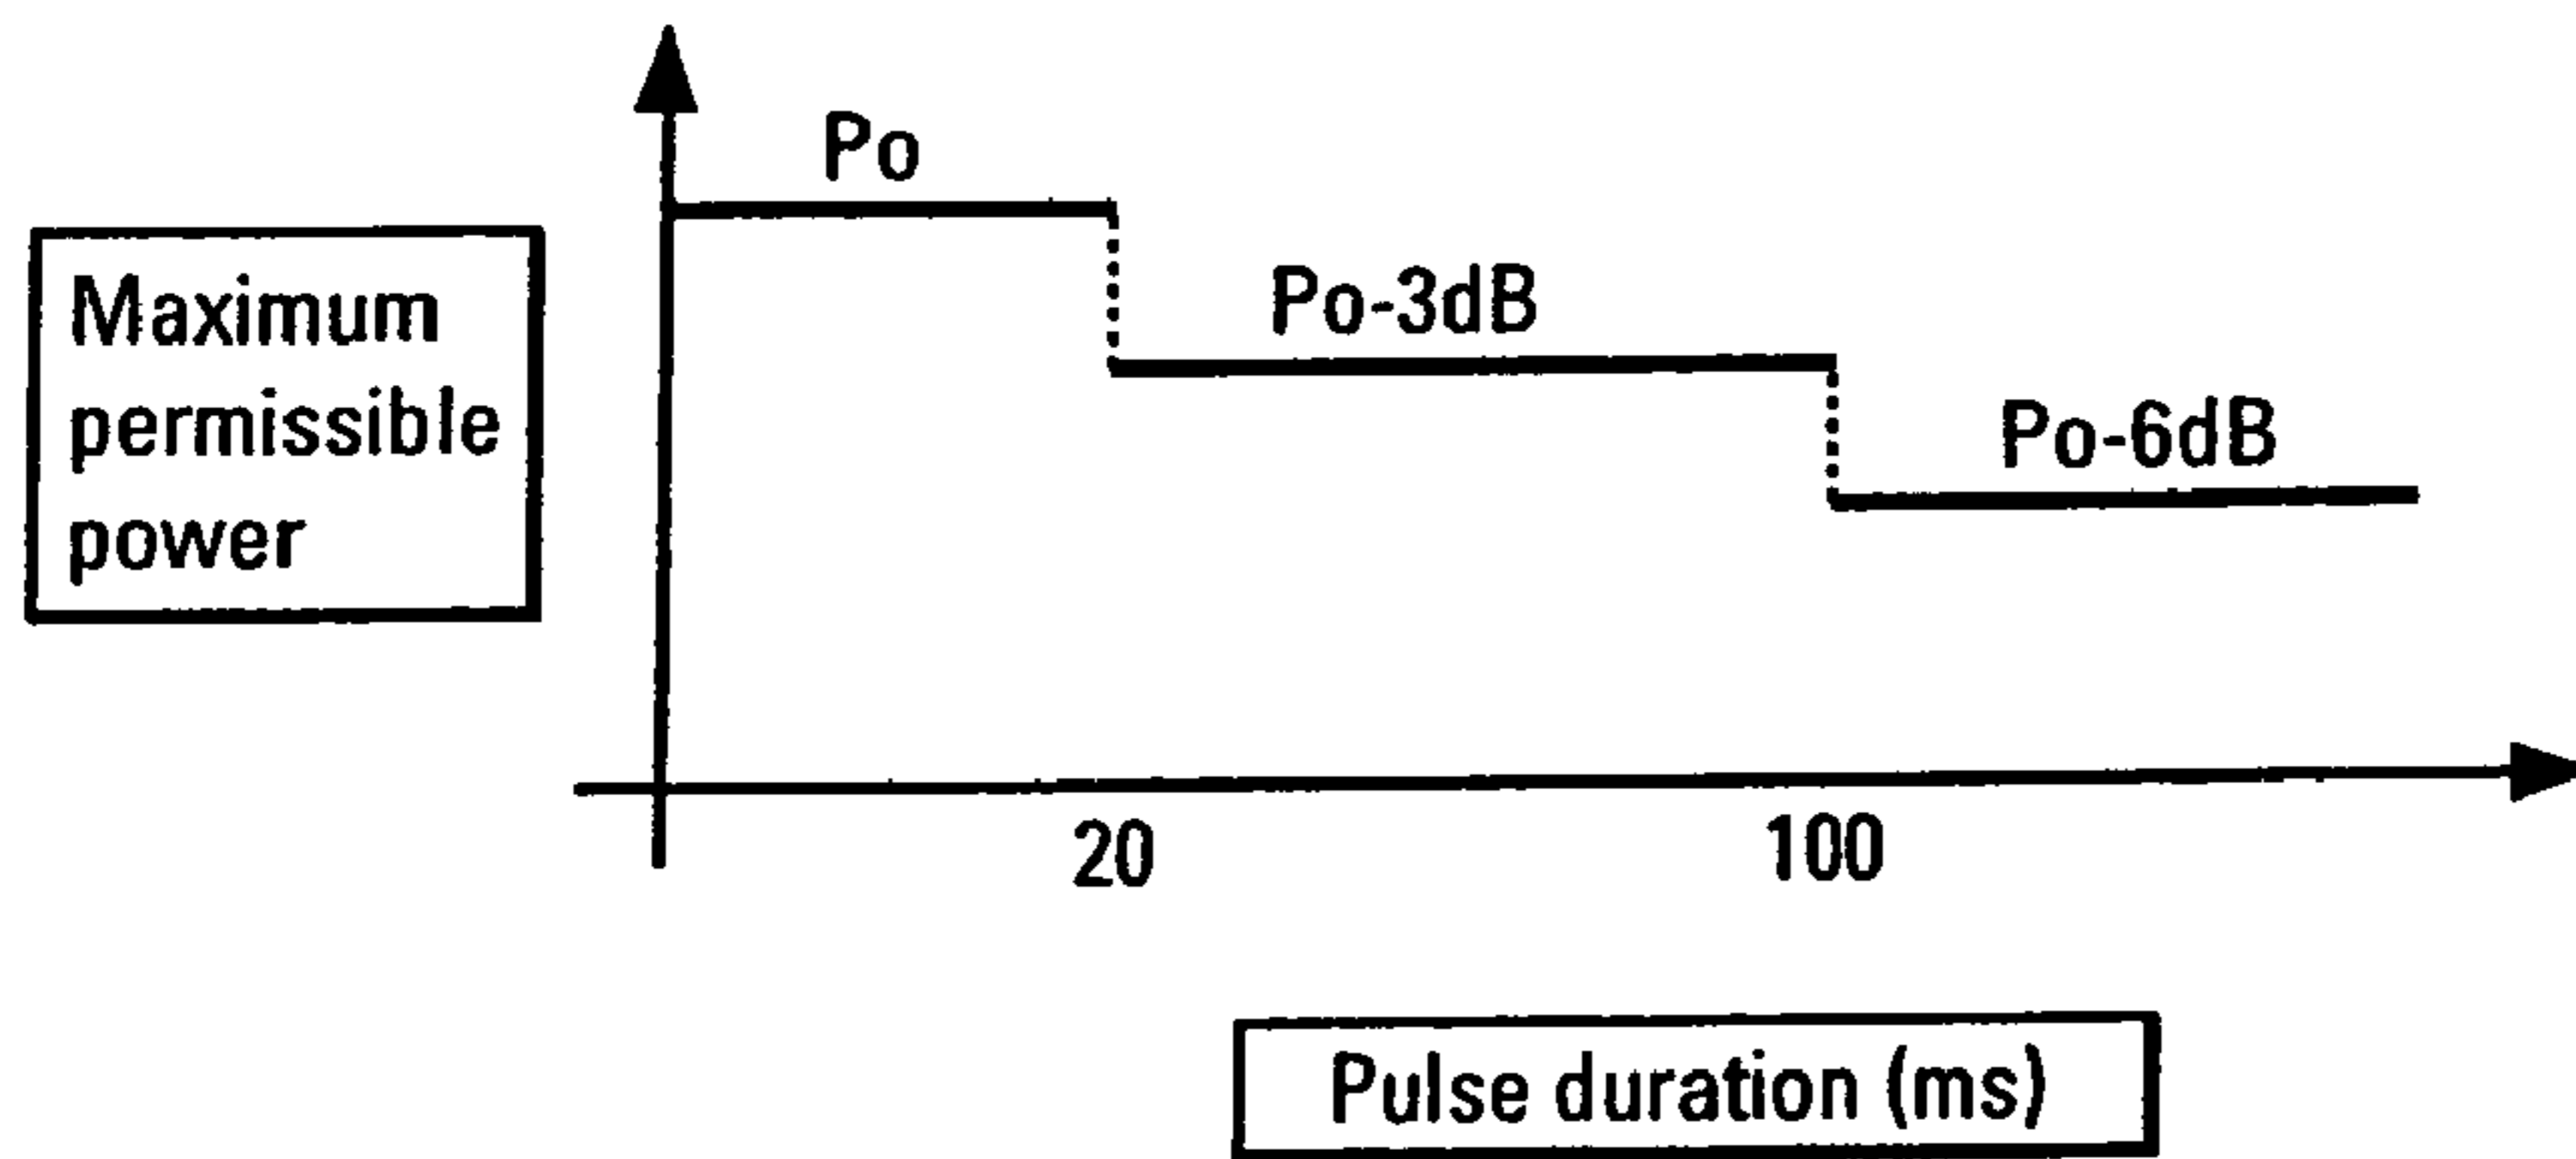 Po
Po-3dB
Po-6dB
Maximum
permissible
power
20
100
Pulse duration (ms)